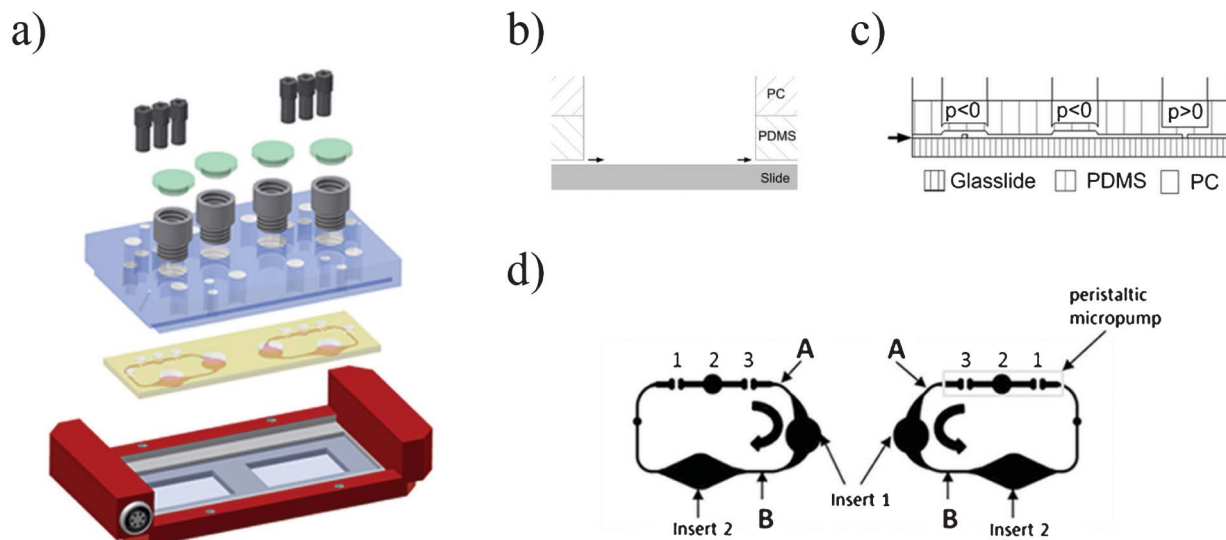 a)
b)
c)
PC
PDMS
Slide
p<0
p<0
p>0
Glasslide
PDMS
PC
d)
peristaltic
micropump
1 2 3
A
A
3 2 1
Insert 1
Insert 2
B
B
Insert 2